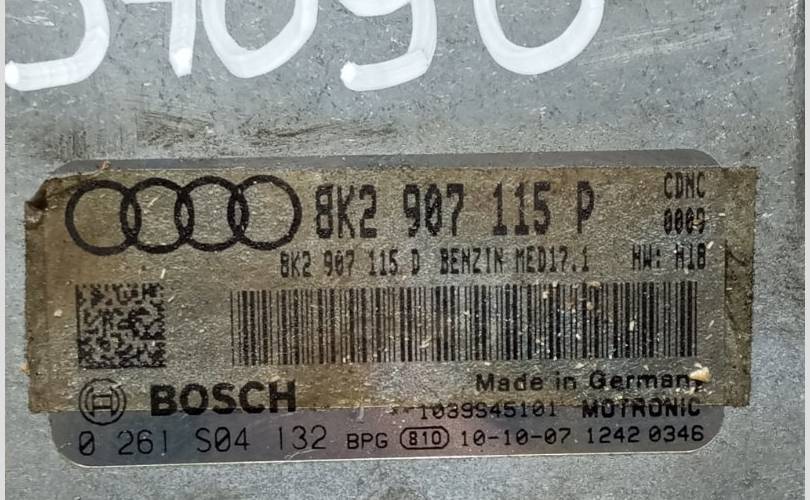 8K2 907 115 P
CDNC
0009
8K2 907 115 D BENZIN MED17.1 HW: H18
BOSCH
Made in Germany
1039S45101 MOTRONIC
0 261 S04 132 BPG 810 10-10-07 1242 0346